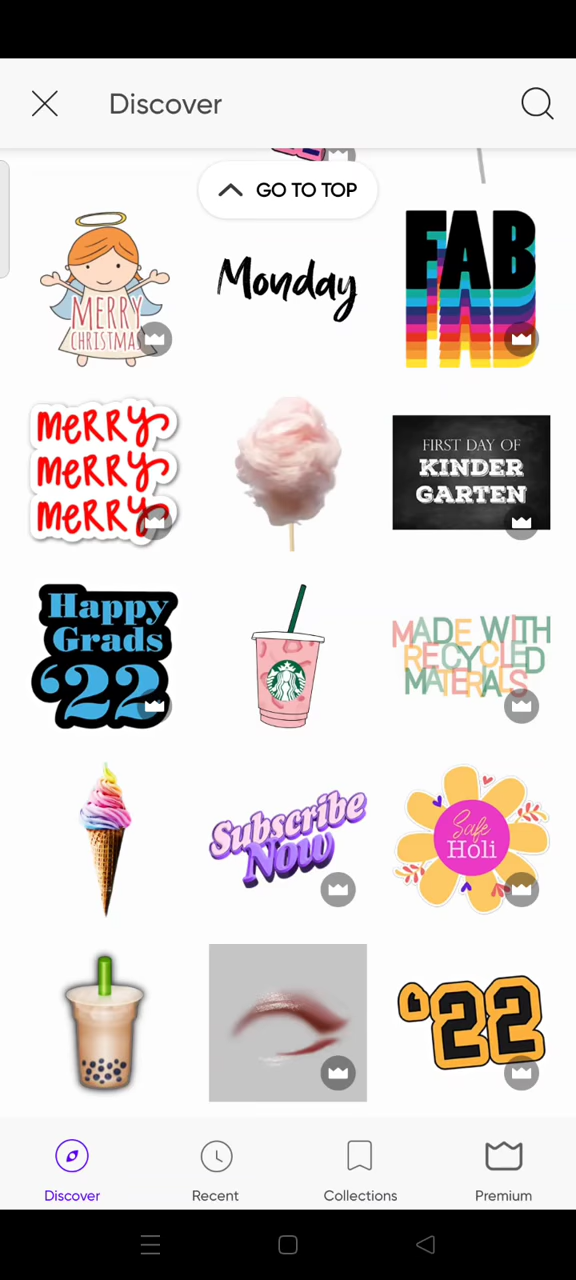 Discover
GO TO TOP
MERRY
CHRISTMAS
Monday
FAB
MERRY
MERRY
MERRY
FIRST DAY OF
KINDER
GARTEN
Happy
Grads
'22
MADE WITH
RECYCLED
MATERIALS
Subscribe
Now
Safe
Holi
'22
Discover
Recent
Collections
Premium